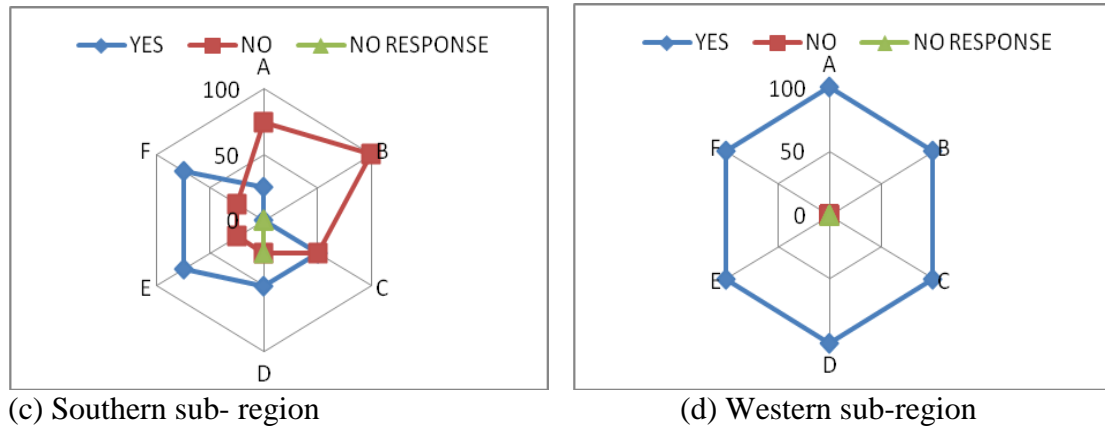 YES NO NO RESPONSE
A
100
F 50 B
0
E C
D
(c) Southern sub- region
YES NO NO RESPONSE
A
100
F 50 B
0
E C
D
(d) Western sub-region